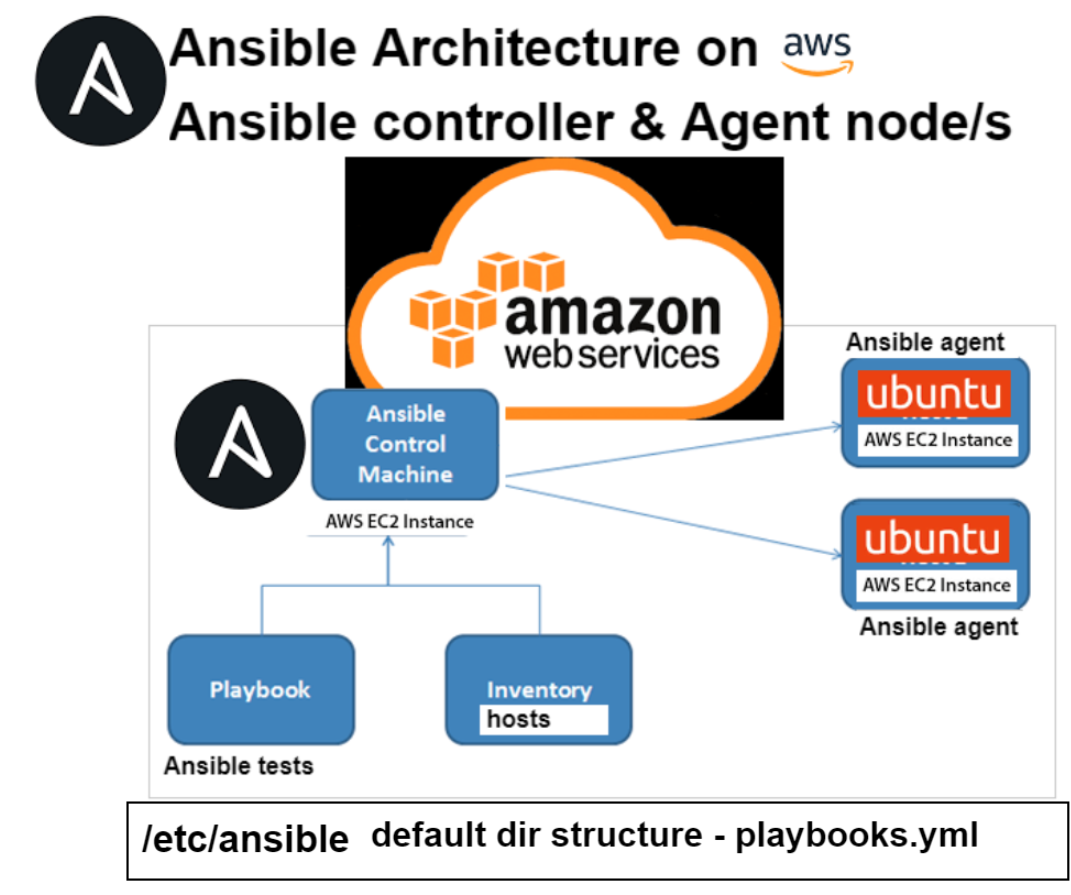 Ansible Architecture on aws
Ansible controller & Agent node/s
amazon
web services
Ansible agent
ubuntu
AWS EC2 Instance
Ansible
Control
Machine
AWS EC2 Instance
ubuntu
AWS EC2 Instance
Ansible agent
Playbook
Inventory
hosts
Ansible tests
/etc/ansible default dir structure - playbooks.yml